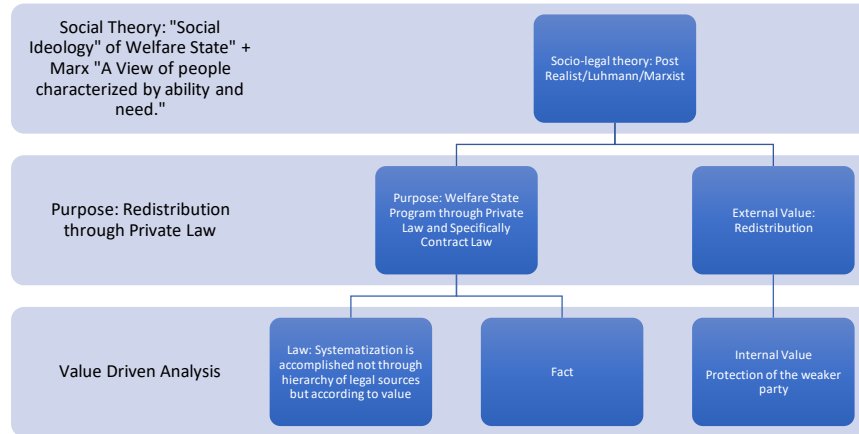 Social Theory: "Social
Ideology" of Welfare State" +
Marx "A View of people
characterized by ability and
need."
Socio-legal theory: Post
Realist/Luhmann/Marxist
Purpose: Redistribution
through Private Law
Purpose: Welfare State
Program through Private
Law and Specifically
Contract Law
External Value:
Redistribution
Value Driven Analysis
Law: Systematization is
accomplished not through
hierarchy of legal sources
but according to value
Fact
Internal Value
Protection of the weaker
party